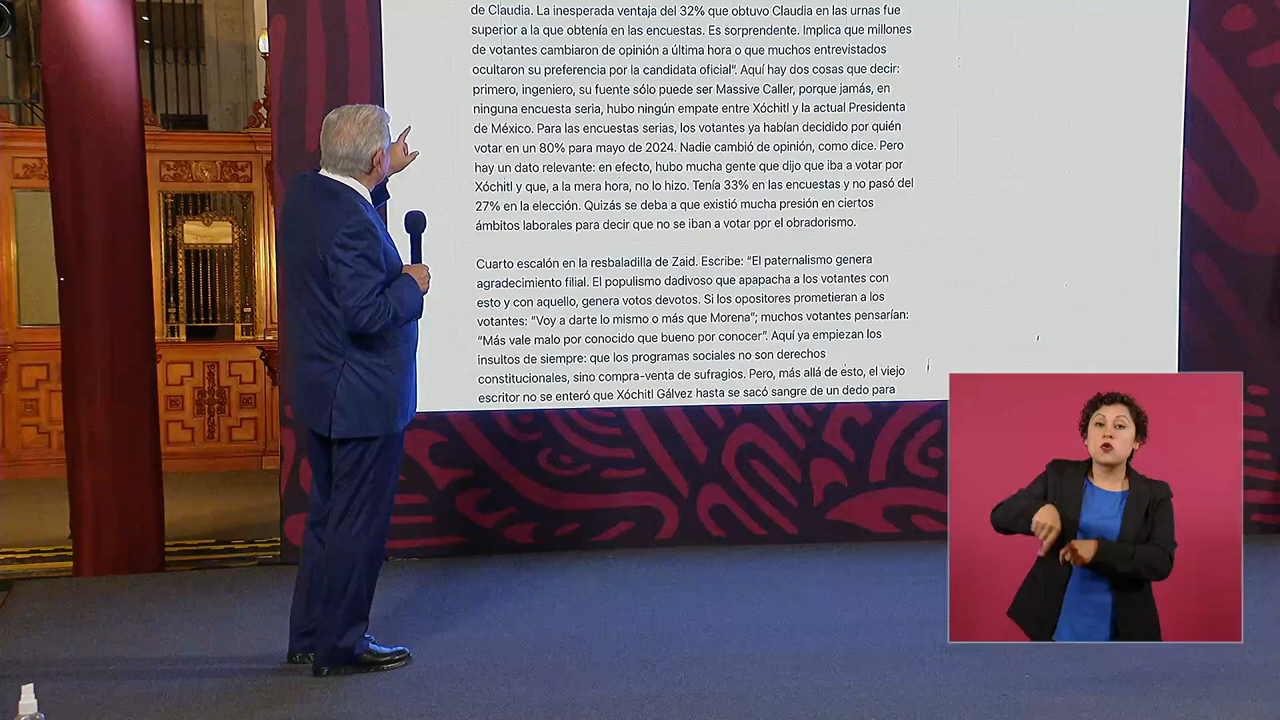 de Claudia. La inesperada ventaja del 32% que obtuvo Claudia en las urnas fue
superior a la que obtenía en las encuestas. Es sorprendente. Implica que millones
de votantes cambiaron de opinión a última hora o que muchos entrevistados
ocultaron su preferencia por la candidata oficial". Aquí hay dos cosas que decir:
primero, ingeniero, su fuente sólo puede ser Massive Caller, porque jamás, en
ninguna encuesta seria, hubo ningún empate entre Xóchitl y la actual Presidenta
de México. Para las encuestas serias, los votantes ya habían decidido por quién
votar en un 80% para mayo de 2024. Nadie cambió de opinión, como dice. Pero
hay un dato relevante: en efecto, hubo mucha gente que dijo que iba a votar por
Xóchitl y que, a la mera hora, no lo hizo. Tenía 33% en las encuestas y no pasó del
27% en la elección. Quizás se deba a que existió mucha presión en ciertos
ámbitos laborales para decir que no se iban a votar por el obradorismo.
Cuarto escalón en la resbaladilla de Zaid. Escribe: "El paternalismo genera
agradecimiento filial. El populismo dadivoso que apapacha a los votantes con
esto y con aquello, genera votos devotos. Si los opositores prometieran a los
votantes: "Voy a darte lo mismo o más que Morena"; muchos votantes pensarían:
"Más vale malo por conocido que bueno por conocer". Aquí ya empiezan los
insultos de siempre: que los programas sociales no son derechos
constitucionales, sino compra-venta de sufragios. Pero, más allá de esto, el viejo
escritor no se enteró que Xóchitl Gálvez hasta se sacó sangre de un dedo para